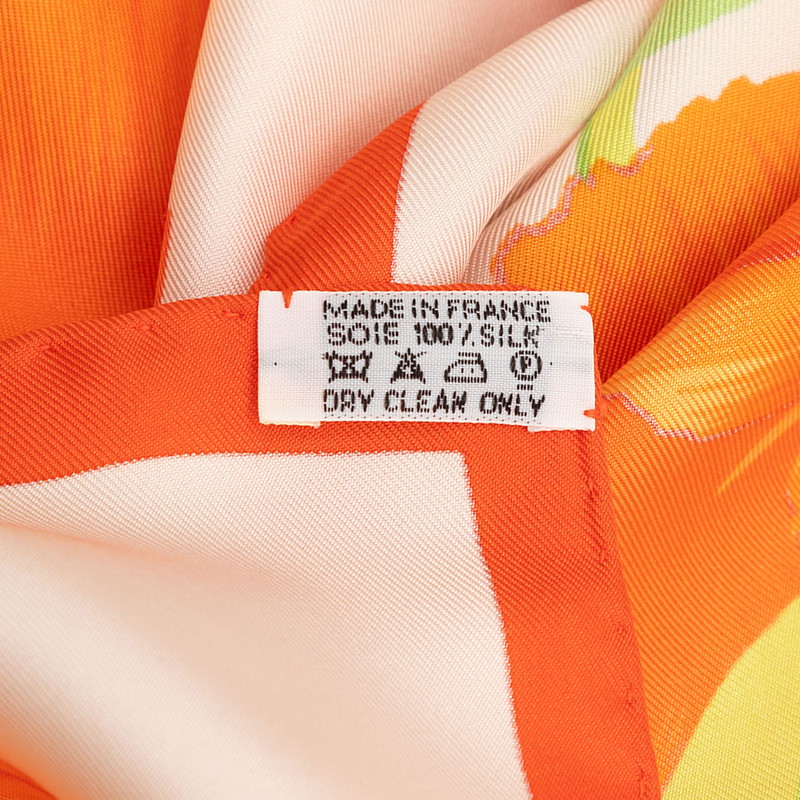 MADE IN FRANCE
SOIE 100% SILK
P
DRY CLEAN ONLY